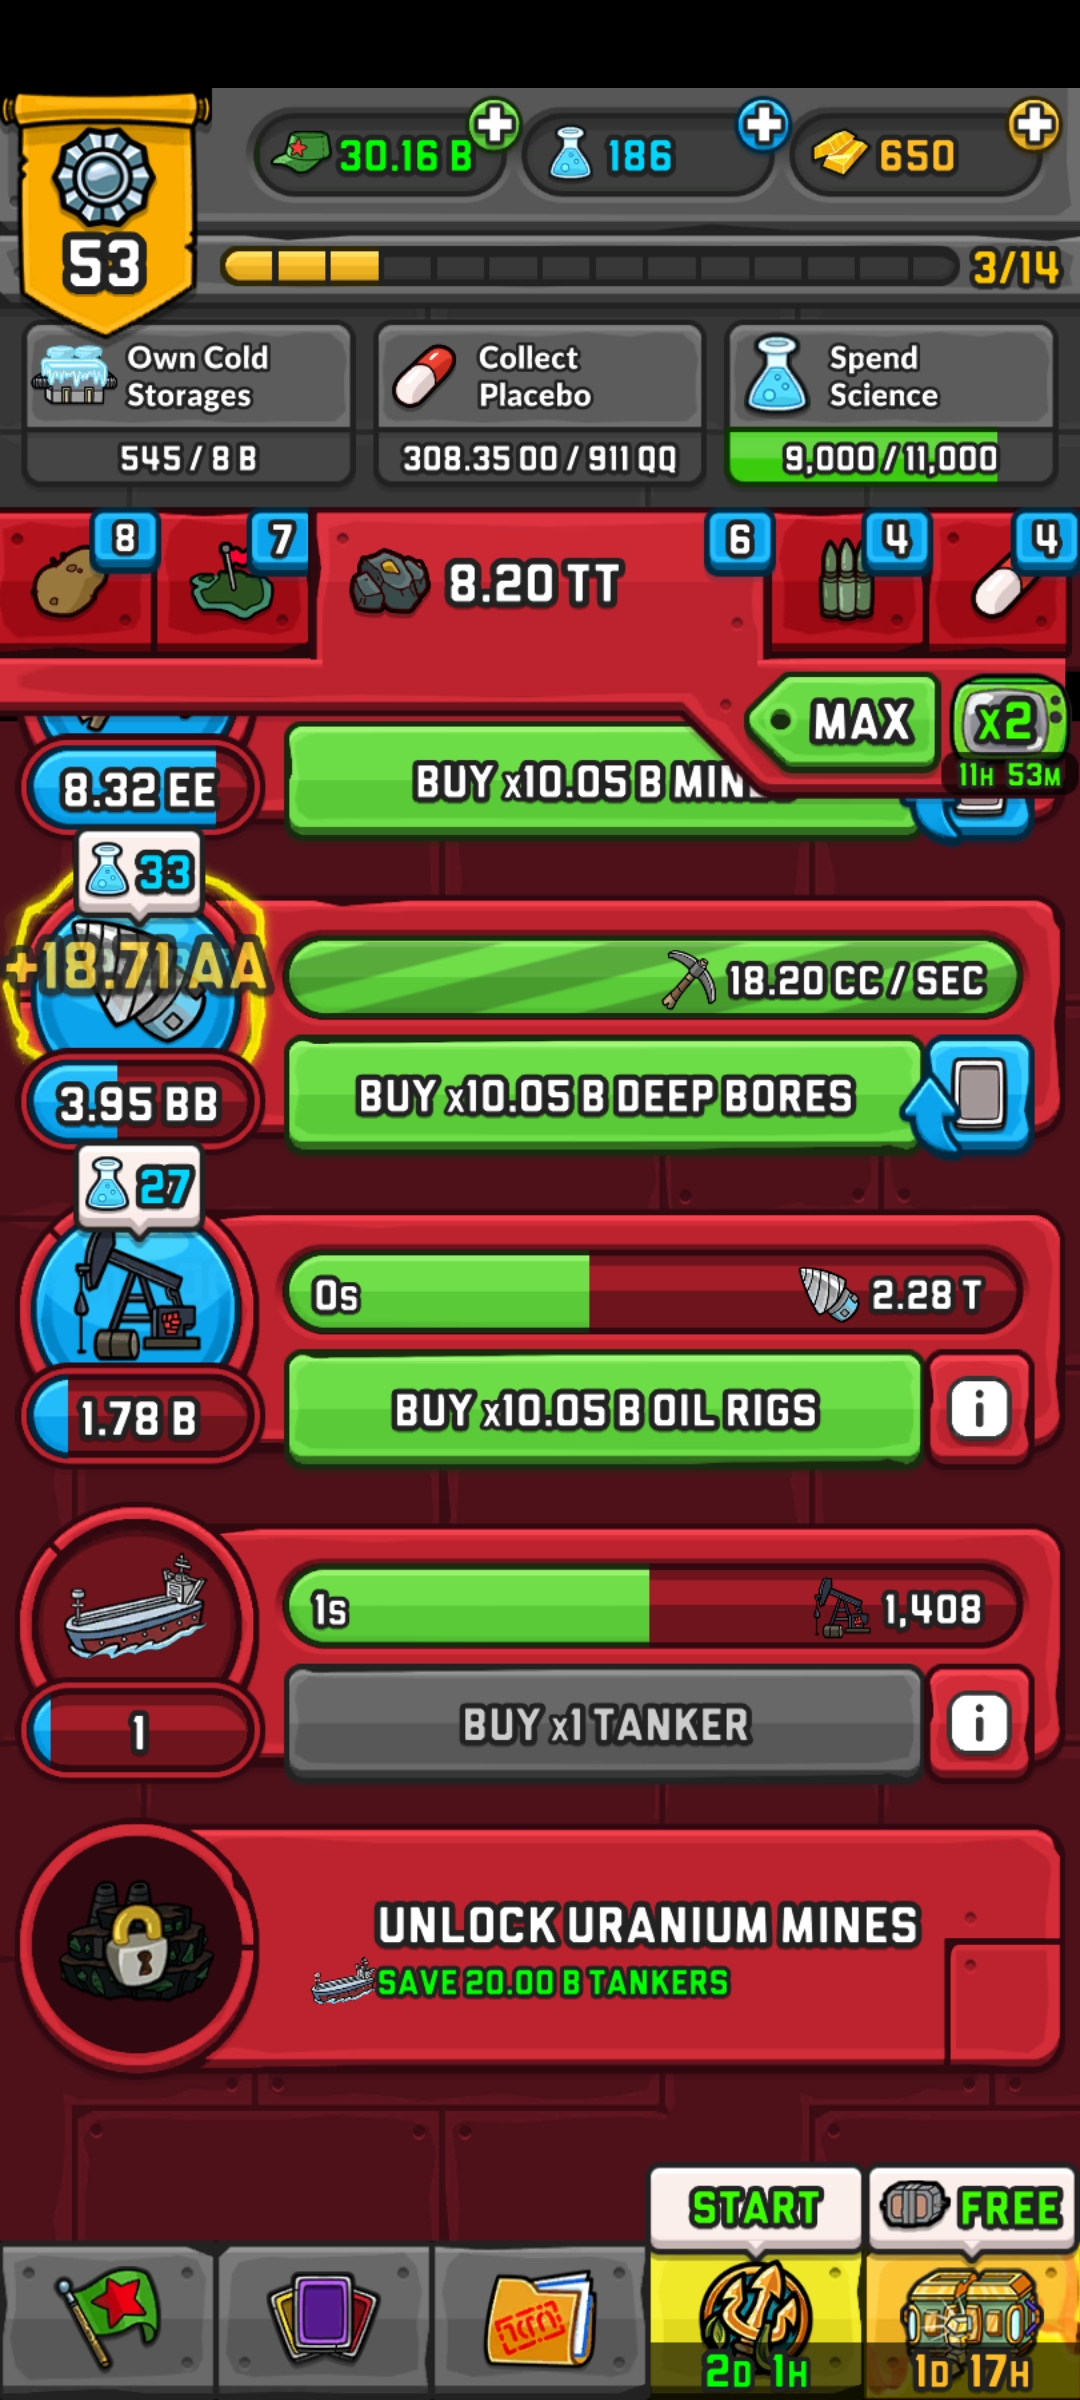 53
30.16 B
186
650
3/14
Own Cold
Storages
545 / 8 B
Collect
Placebo
308.35 OO / 911 QQ
Spend
Science
9,000 / 11,000
8
7
8.20 TT
6
4
4
MAX
x2
11H 53M
8.32 EE
BUY x10.05 B
33
+18.71 AA
18.20 CC / SEC
3.95 BB
BUY x10.05 B DEEP BORES
27
0s
2.28 T
1.78 B
BUY x10.05 B OIL RIGS
i
1s
1,408
1
BUY x1 TANKER
i
UNLOCK URANIUM MINES
SAVE 20.00 B TANKERS
START
FREE
2D 1H
1D 17H